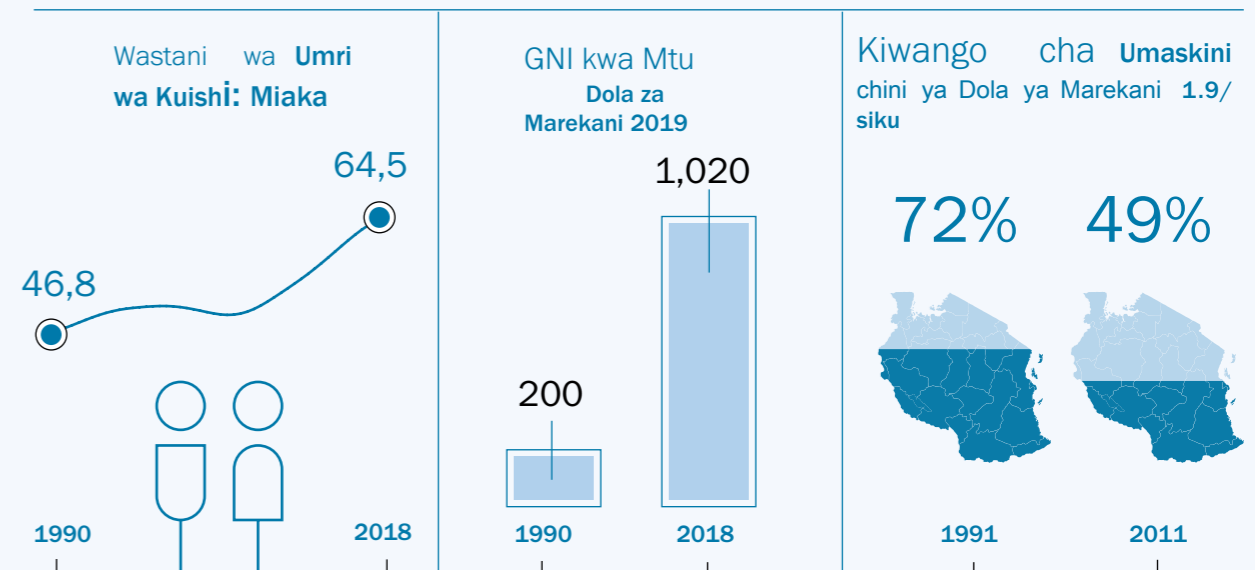 Wastani wa Umri
wa Kuishi: Miaka
64,5
46,8
1990
2018
GNI kwa Mtu
Dola za
Marekani 2019
1,020
200
1990
2018
Kiwango cha Umaskini
chini ya Dola ya Marekani 1.9/
siku
72%
49%
1991
2011